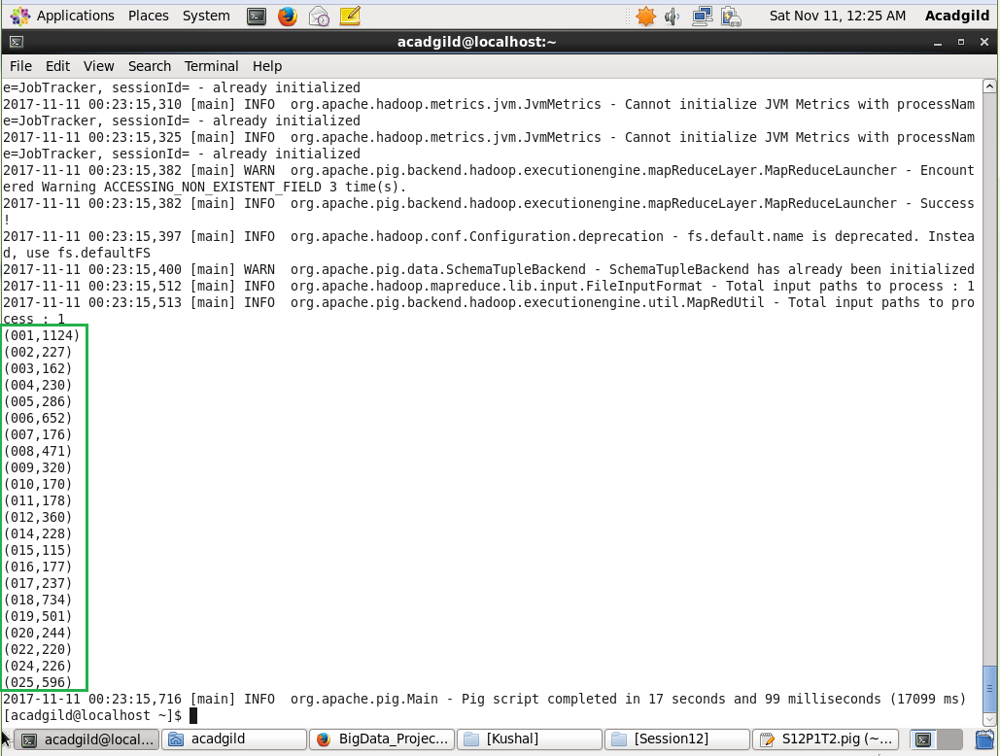 Applications Places System Sat Nov 11, 12:25 AM Acadgild
acadgild@localhost:~
File Edit View Search Terminal Help
e=JobTracker, sessionId= - already initialized
2017-11-11 00:23:15,310 [main] INFO  org.apache.hadoop.metrics.jvm.JvmMetrics - Cannot initialize JVM Metrics with processNam
e=JobTracker, sessionId= - already initialized
2017-11-11 00:23:15,325 [main] INFO  org.apache.hadoop.metrics.jvm.JvmMetrics - Cannot initialize JVM Metrics with processNam
e=JobTracker, sessionId= - already initialized
2017-11-11 00:23:15,382 [main] WARN  org.apache.pig.backend.hadoop.executionengine.mapReduceLayer.MapReduceLauncher - Encount
ered Warning ACCESSING_NON_EXISTENT_FIELD 3 time(s).
2017-11-11 00:23:15,382 [main] INFO  org.apache.pig.backend.hadoop.executionengine.mapReduceLayer.MapReduceLauncher - Success
!
2017-11-11 00:23:15,397 [main] INFO  org.apache.hadoop.conf.Configuration.deprecation - fs.default.name is deprecated. Instea
d, use fs.defaultFS
2017-11-11 00:23:15,400 [main] WARN  org.apache.pig.data.SchemaTupleBackend - SchemaTupleBackend has already been initialized
2017-11-11 00:23:15,512 [main] INFO  org.apache.hadoop.mapreduce.lib.input.FileInputFormat - Total input paths to process : 1
2017-11-11 00:23:15,513 [main] INFO  org.apache.pig.backend.hadoop.executionengine.util.MapRedUtil - Total input paths to pro
cess : 1
(001,1124)
(002,227)
(003,162)
(004,230)
(005,286)
(006,652)
(007,176)
(008,471)
(009,320)
(010,170)
(011,178)
(012,360)
(014,228)
(015,115)
(016,177)
(017,237)
(018,734)
(019,501)
(020,244)
(022,220)
(024,226)
(025,596)
2017-11-11 00:23:15,716 [main] INFO  org.apache.pig.Main - Pig script completed in 17 seconds and 99 milliseconds (17099 ms)
[acadgild@localhost ~]$
acadgild@local... acadgild BigData_Projec... [Kushal] [Session12] S12P1T2.pig (~...